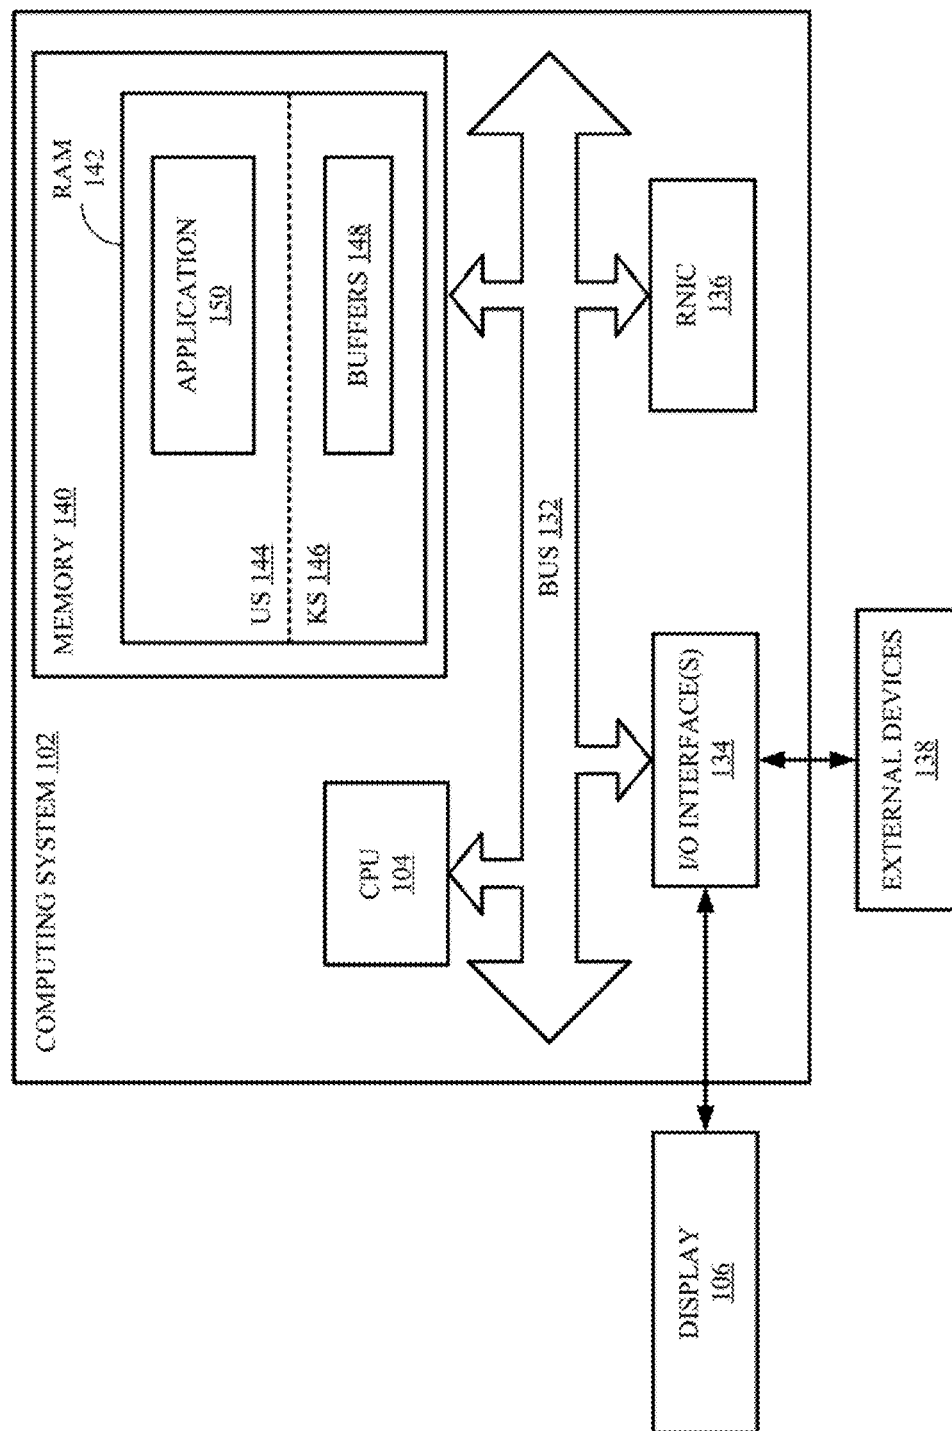 COMPUTING SYSTEM 102
MEMORY 140
RAM
142
APPLICATION
150
US 144
KS 146
BUFFERS 148
CPU
104
BUS 132
DISPLAY
106
I/O INTERFACE(S)
134
RNIC
136
EXTERNAL DEVICES
138